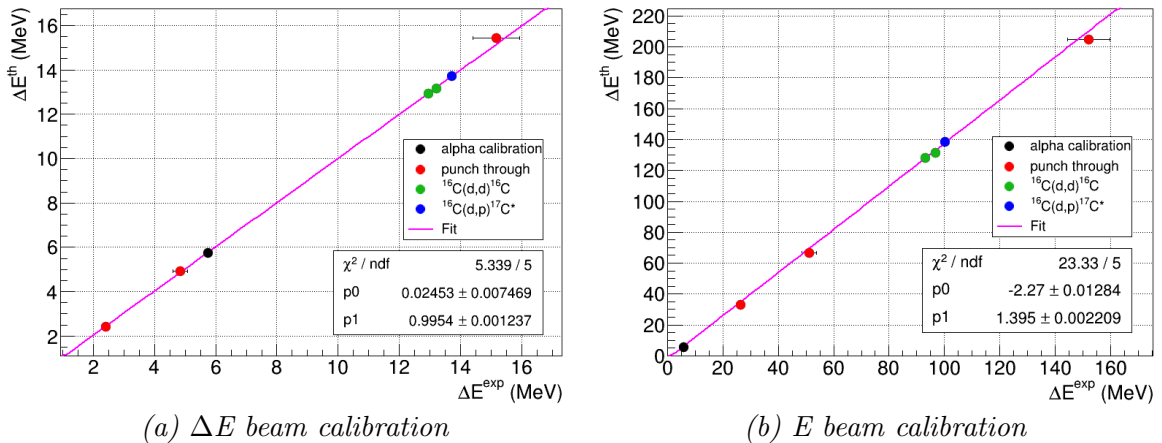 ΔE^th (MeV)
16
14
12
10
8
6
4
2
2 4 6 8 10 12 14 16
ΔE^exp (MeV)
alpha calibration
punch through
^16C(d,d)^16C
^16C(d,p)^17C*
Fit
χ² / ndf 5.339 / 5
p0 0.02453 ± 0.007469
p1 0.9954 ± 0.001237
(a) ΔE beam calibration
ΔE^th (MeV)
220
200
180
160
140
120
100
80
60
40
20
0
0 20 40 60 80 100 120 140 160
ΔE^exp (MeV)
alpha calibration
punch through
^16C(d,d)^16C
^16C(d,p)^17C*
Fit
χ² / ndf 23.33 / 5
p0 -2.27 ± 0.01284
p1 1.395 ± 0.002209
(b) E beam calibration